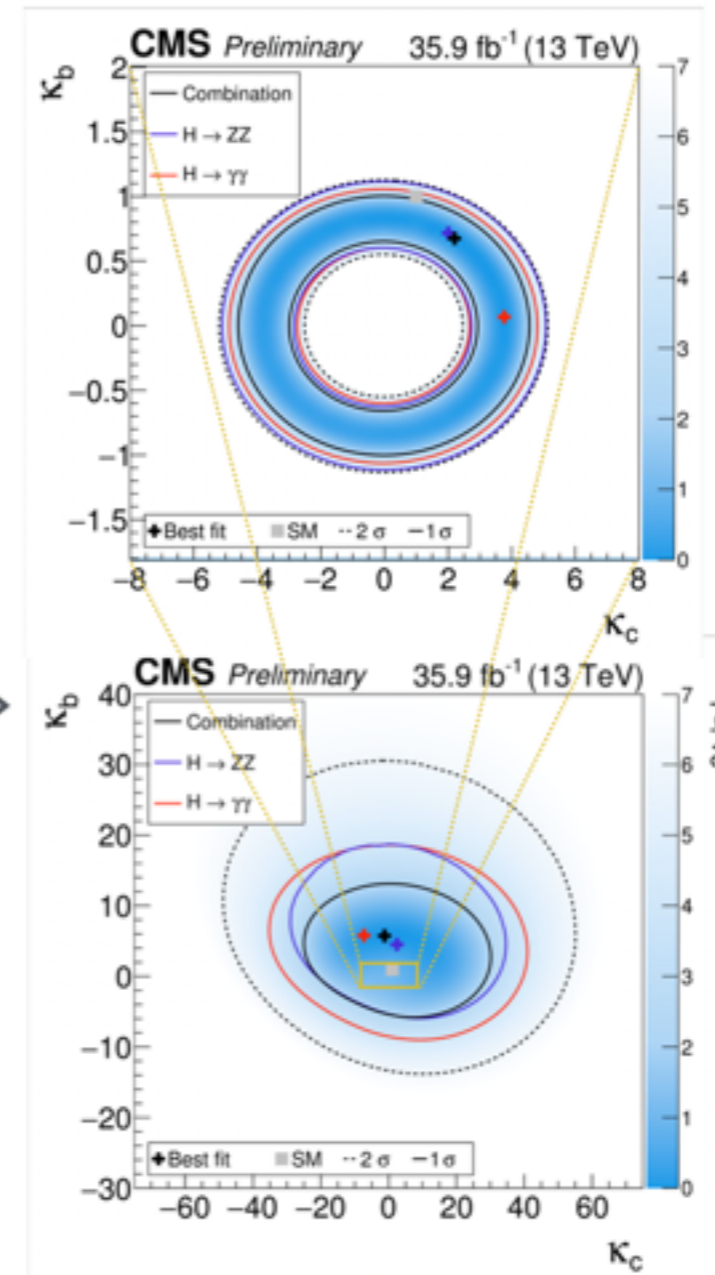 CMS Preliminary 35.9 fb⁻¹ (13 TeV)
κb
2
1.5
1
0.5
0
−0.5
−1
−1.5
Combination
H → ZZ
H → γγ
7
6
5
4
3
2
1
0
Best fit SM 2 σ 1 σ
−8 −6 −4 −2 0 2 4 6 8
κc
CMS Preliminary 35.9 fb⁻¹ (13 TeV)
κb
40
30
20
10
0
−10
−20
−30
Combination
H → ZZ
H → γγ
7
6
5
4
3
2
1
0
Best fit SM 2 σ 1 σ
−60 −40 −20 0 20 40 60
κc